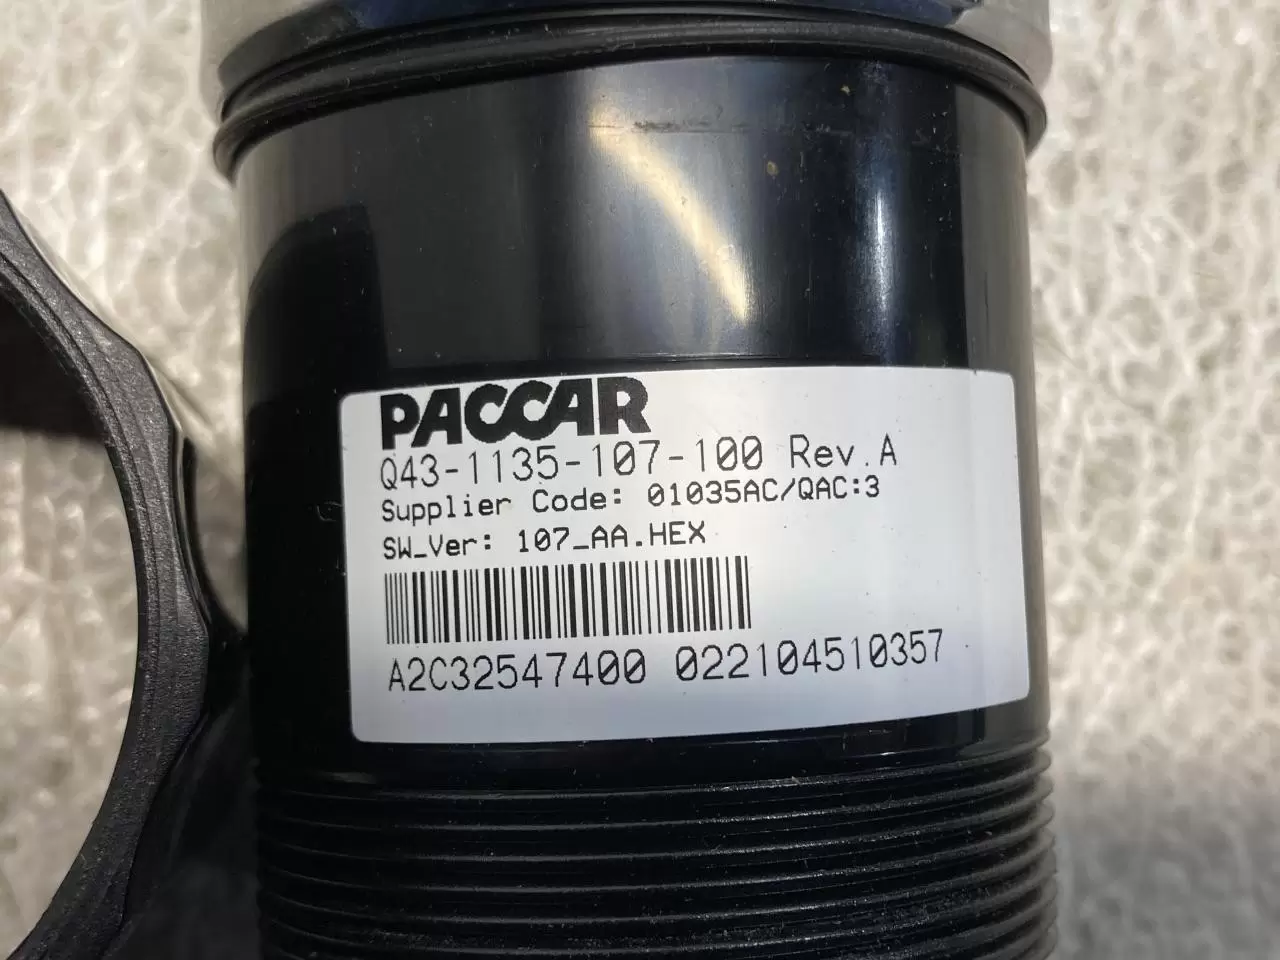 PACCAR
Q43-1135-107-100 Rev.A
Supplier Code: 01035AC/QAC:3
SW_Ver: 107_AA.HEX
A2C32547400 022104510357